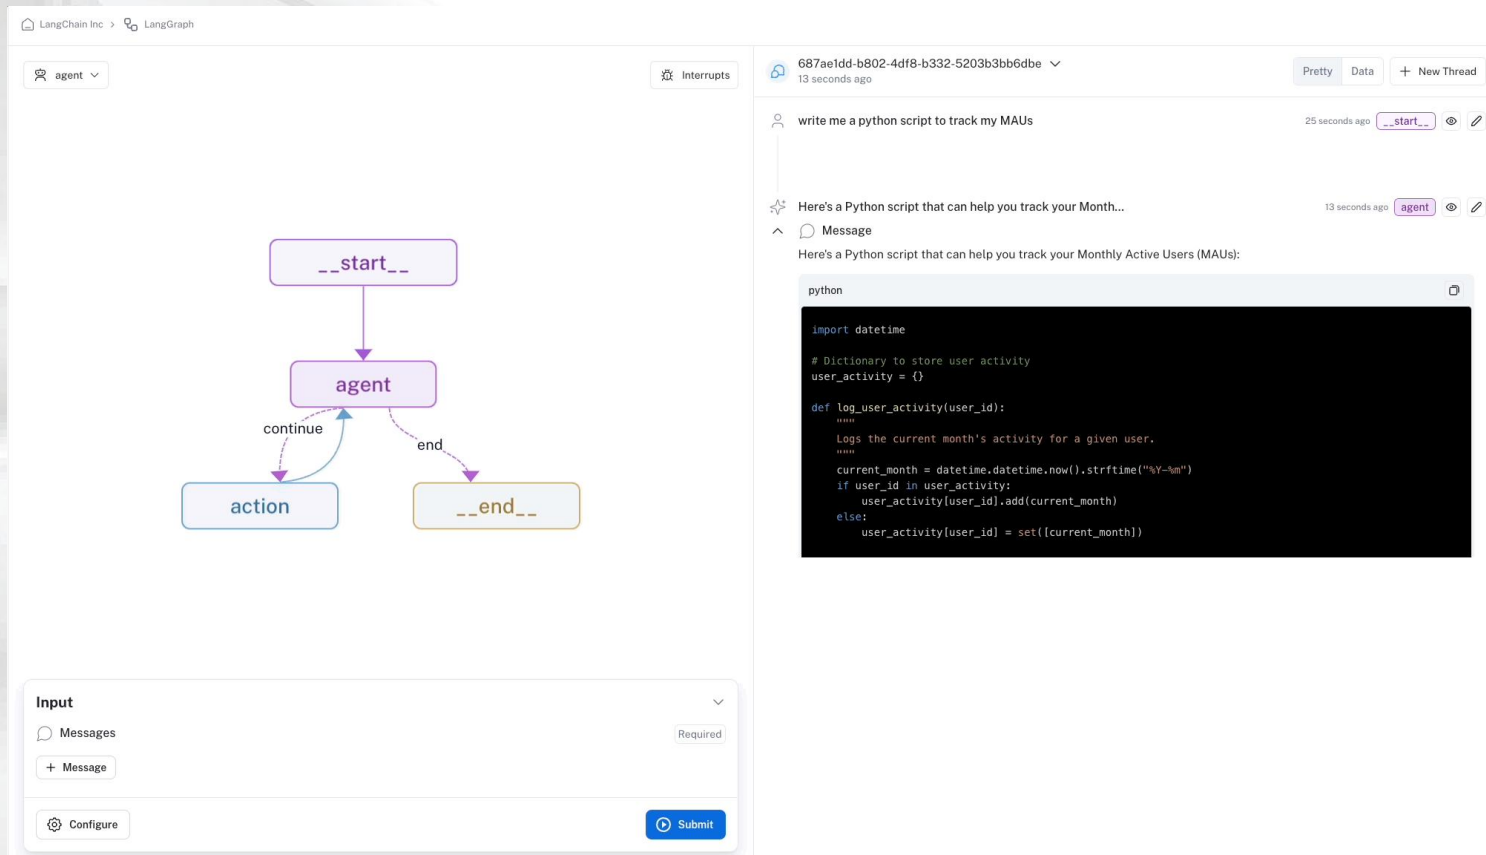 LangChain Inc > LangGraph
agent
Interrupts
__start__
agent
continue
end
action
__end__
Input
Messages
Required
+ Message
Configure
Submit
687ae1dd-b802-4df8-b332-5203b3bb6dbe
13 seconds ago
Pretty Data + New Thread
write me a python script to track my MAUs 25 seconds ago __start__
Here's a Python script that can help you track your Month... 13 seconds ago agent
Message
Here's a Python script that can help you track your Monthly Active Users (MAUs):
python
import datetime
# Dictionary to store user activity
user_activity = {}
def log_user_activity(user_id):
    """
    Logs the current month's activity for a given user.
    """
    current_month = datetime.datetime.now().strftime("%Y-%m")
    if user_id in user_activity:
        user_activity[user_id].add(current_month)
    else:
        user_activity[user_id] = set([current_month])